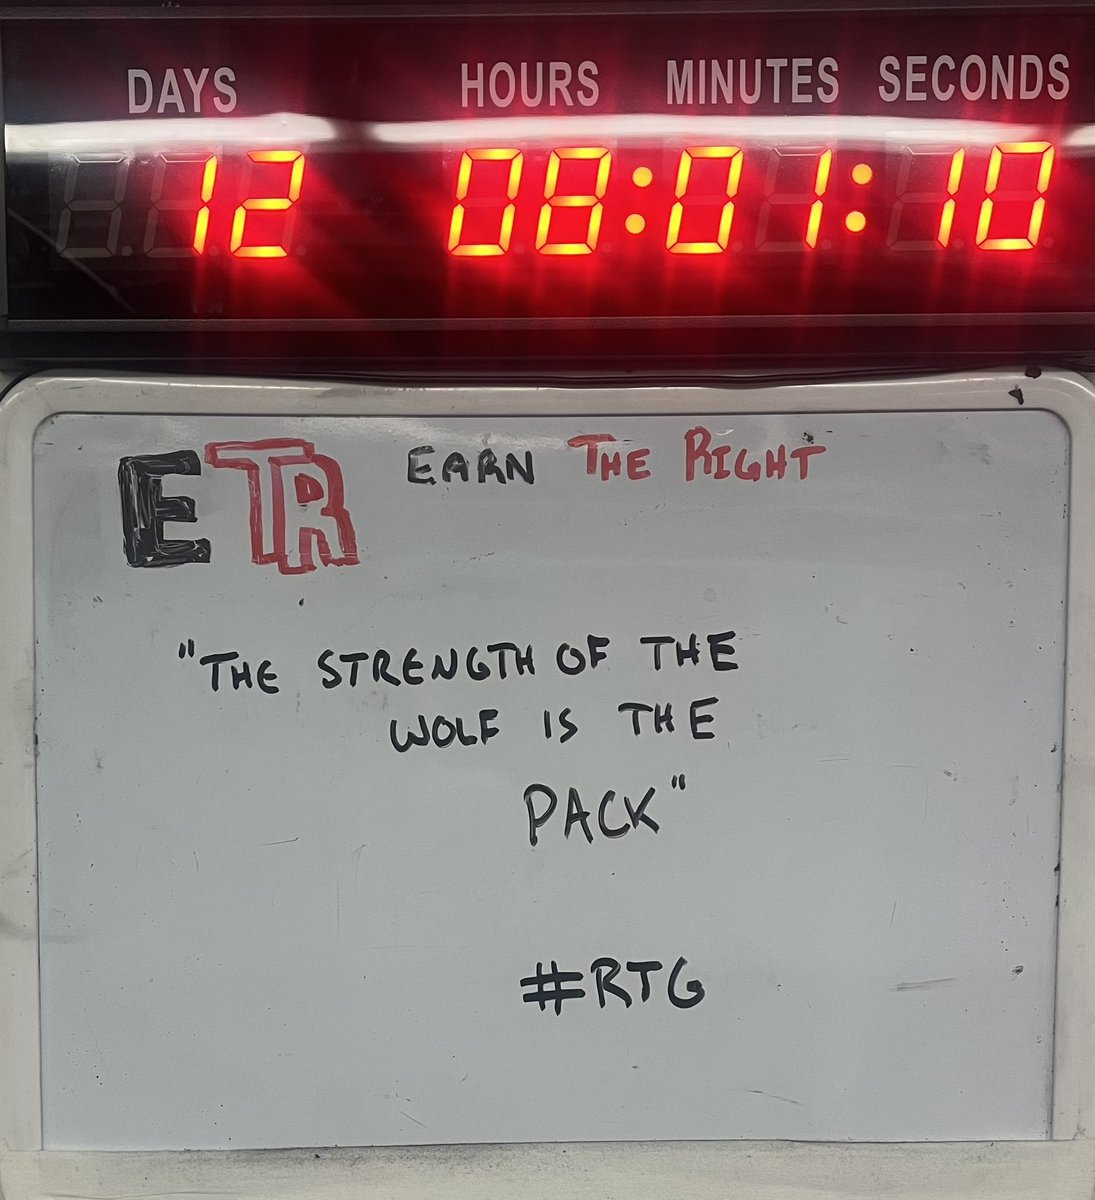 DAYS HOURS MINUTES SECONDS
12 08:01:10
ETR EARN THE RIGHT
"THE STRENGTH OF THE
WOLF IS THE
PACK"
#RTG